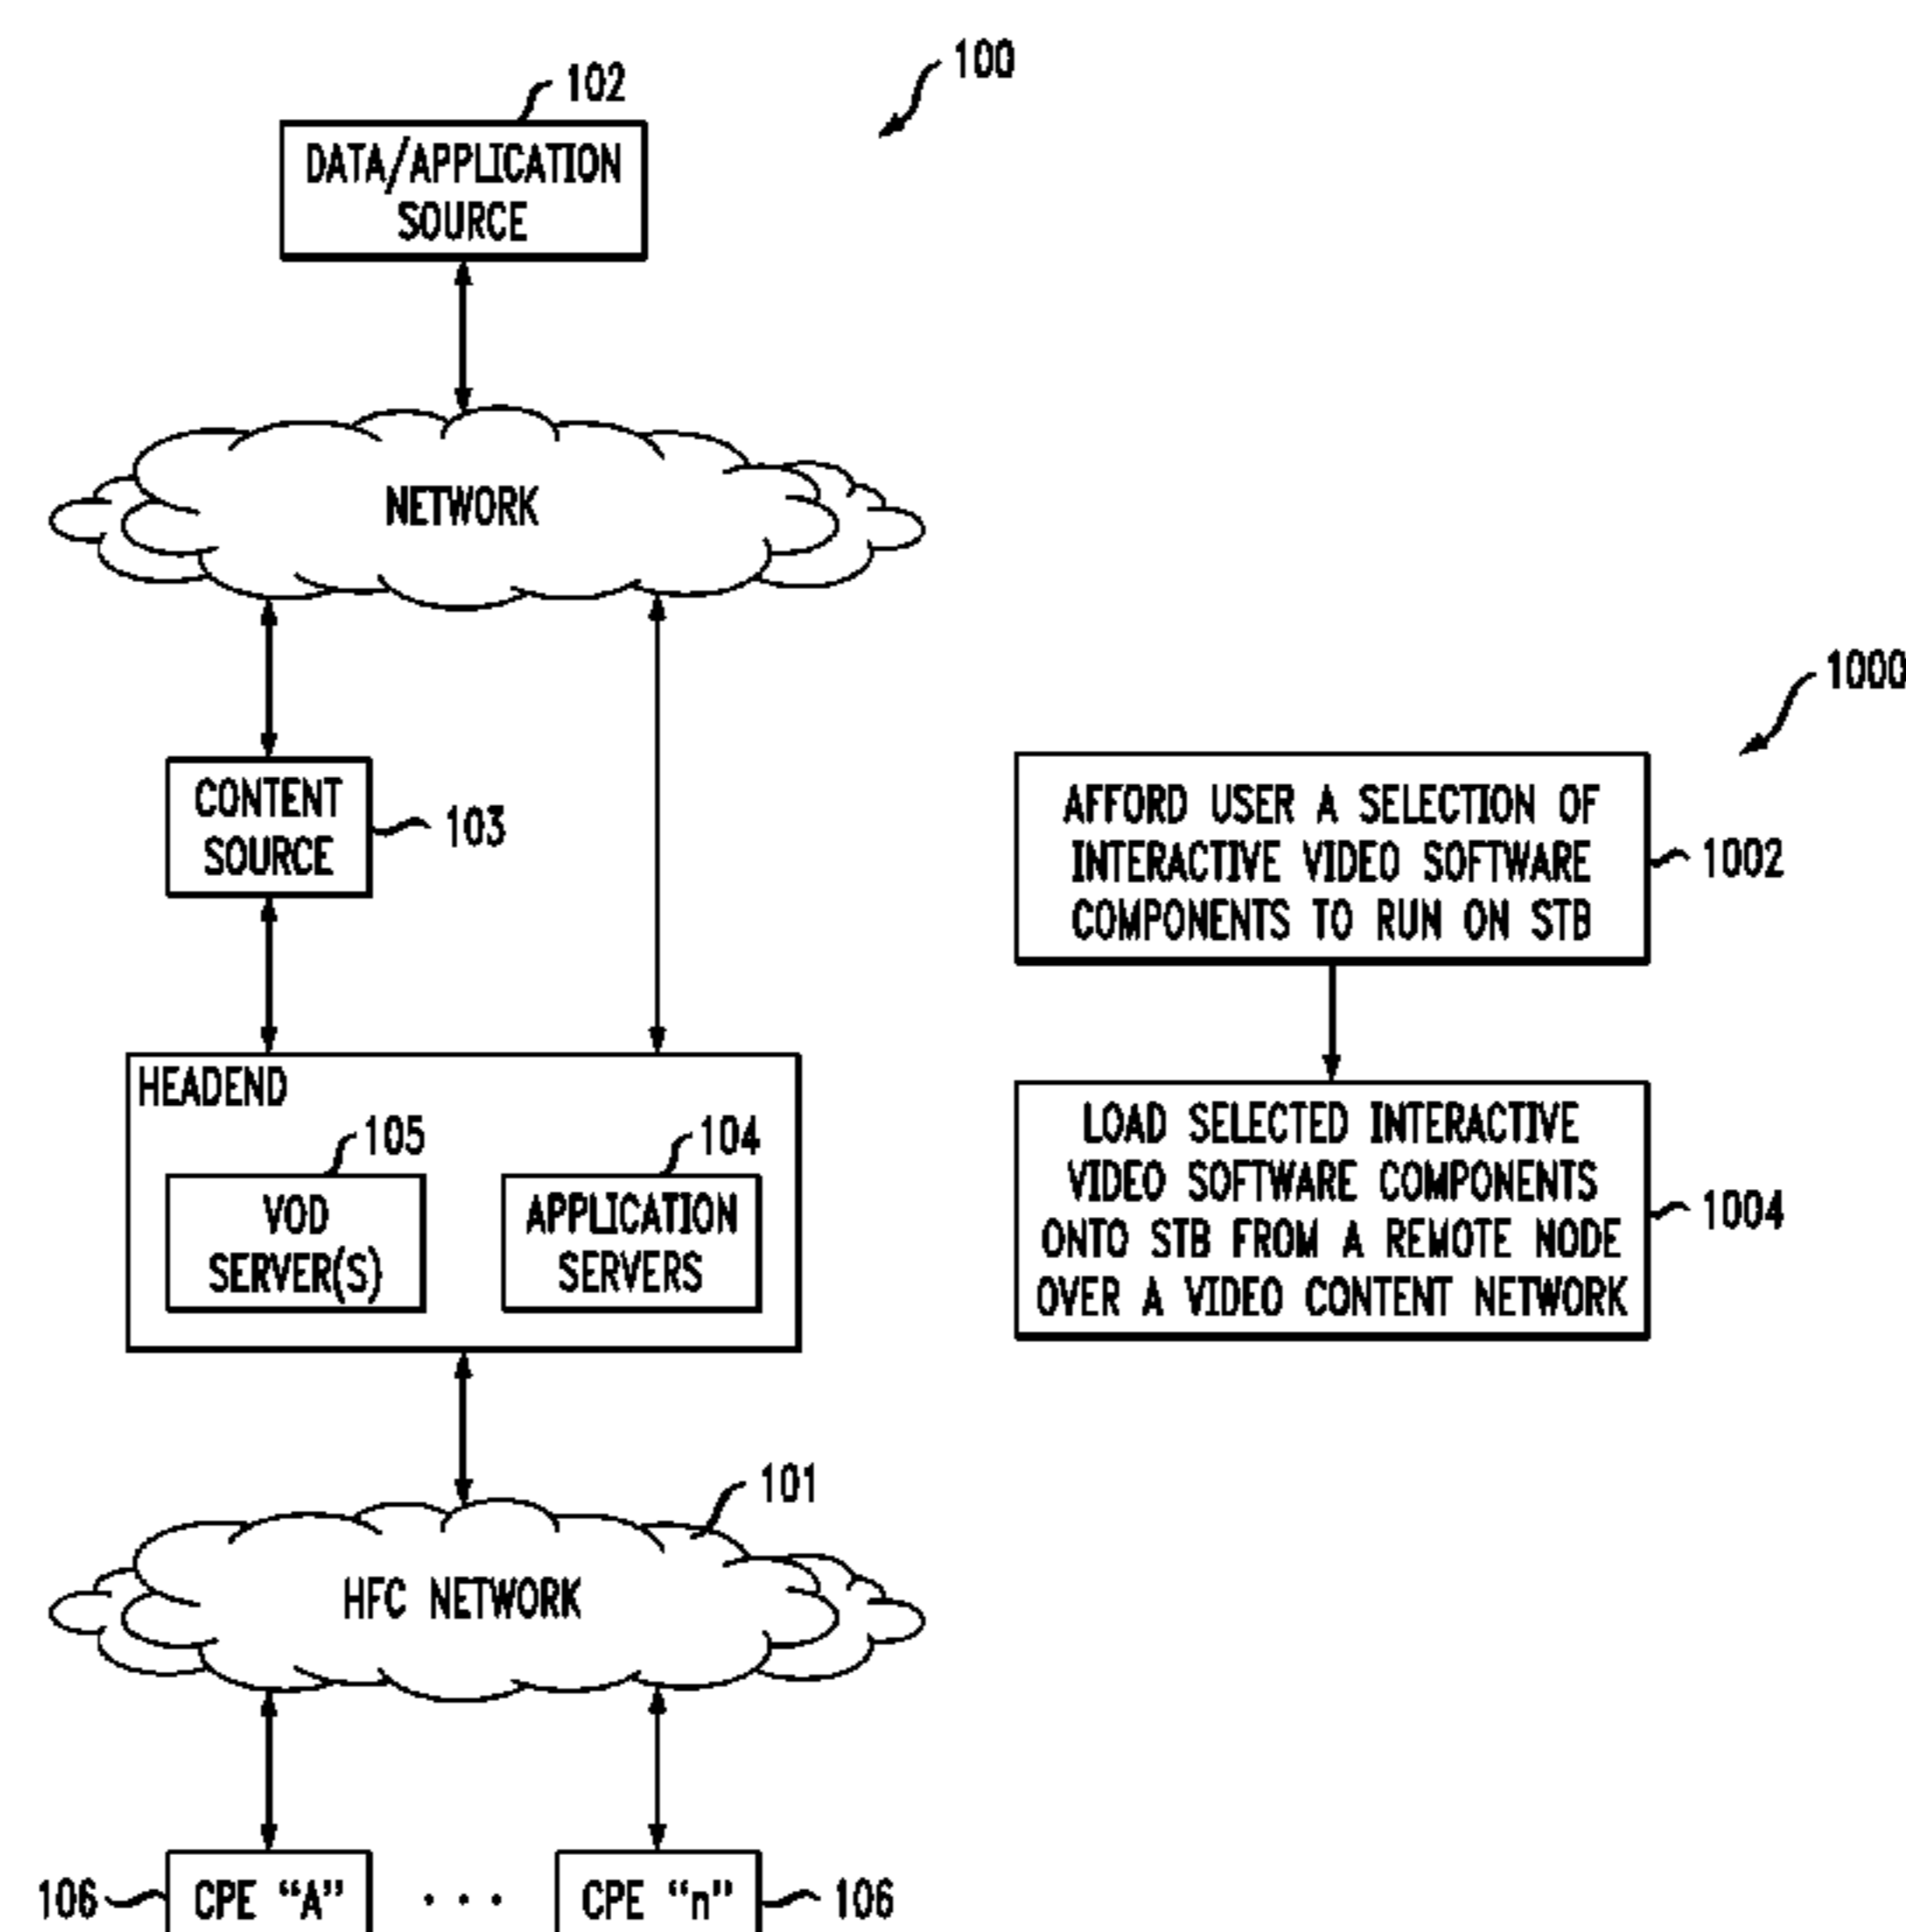 100
102
DATA/APPLICATION
SOURCE
NETWORK
CONTENT
SOURCE
103
HEADEND
105
104
VOD
SERVER(S)
APPLICATION
SERVERS
101
HFC NETWORK
106
CPE “A”
. . .
CPE “n”
106
1000
AFFORD USER A SELECTION OF
INTERACTIVE VIDEO SOFTWARE
COMPONENTS TO RUN ON STB
1002
LOAD SELECTED INTERACTIVE
VIDEO SOFTWARE COMPONENTS
ONTO STB FROM A REMOTE NODE
OVER A VIDEO CONTENT NETWORK
1004